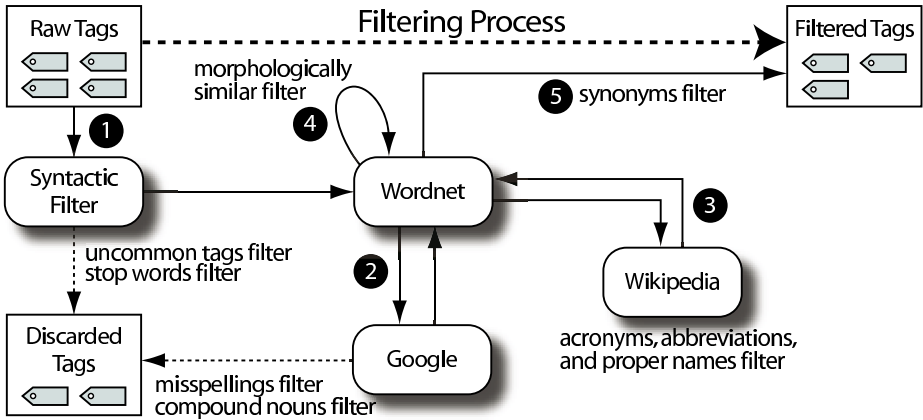 Filtering Process
Raw Tags
Filtered Tags
morphologically
similar filter
5 synonyms filter
4
1
Syntactic
Filter
Wordnet
3
uncommon tags filter
stop words filter
2
Wikipedia
Discarded
Tags
Google
acronyms, abbreviations,
and proper names filter
misspellings filter
compound nouns filter